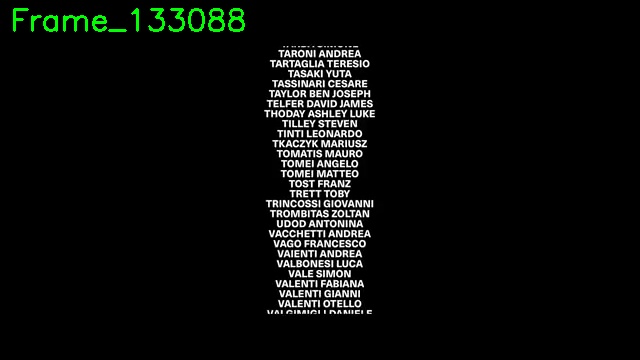 Frame_133088
TARONI ANDREA
TARTAGLIA TERESIO
TASAKI YUTA
TASSINARI CESARE
TAYLOR BEN JOSEPH
TELFER DAVID JAMES
THODAY ASHLEY LUKE
TILLEY STEVEN
TINTI LEONARDO
TKACZYK MARIUSZ
TOMATIS MAURO
TOMEI ANGELO
TOMEI MATTEO
TOST FRANZ
TRETT TOBY
TRINCOSSI GIOVANNI
TROMBITAS ZOLTAN
UDOD ANTONINA
VACCHETTI ANDREA
VAGO FRANCESCO
VAIENTI ANDREA
VALBONESI LUCA
VALE SIMON
VALENTI FABIANA
VALENTI GIANNI
VALENTI OTELLO
VALGIMIGLI DANIELE